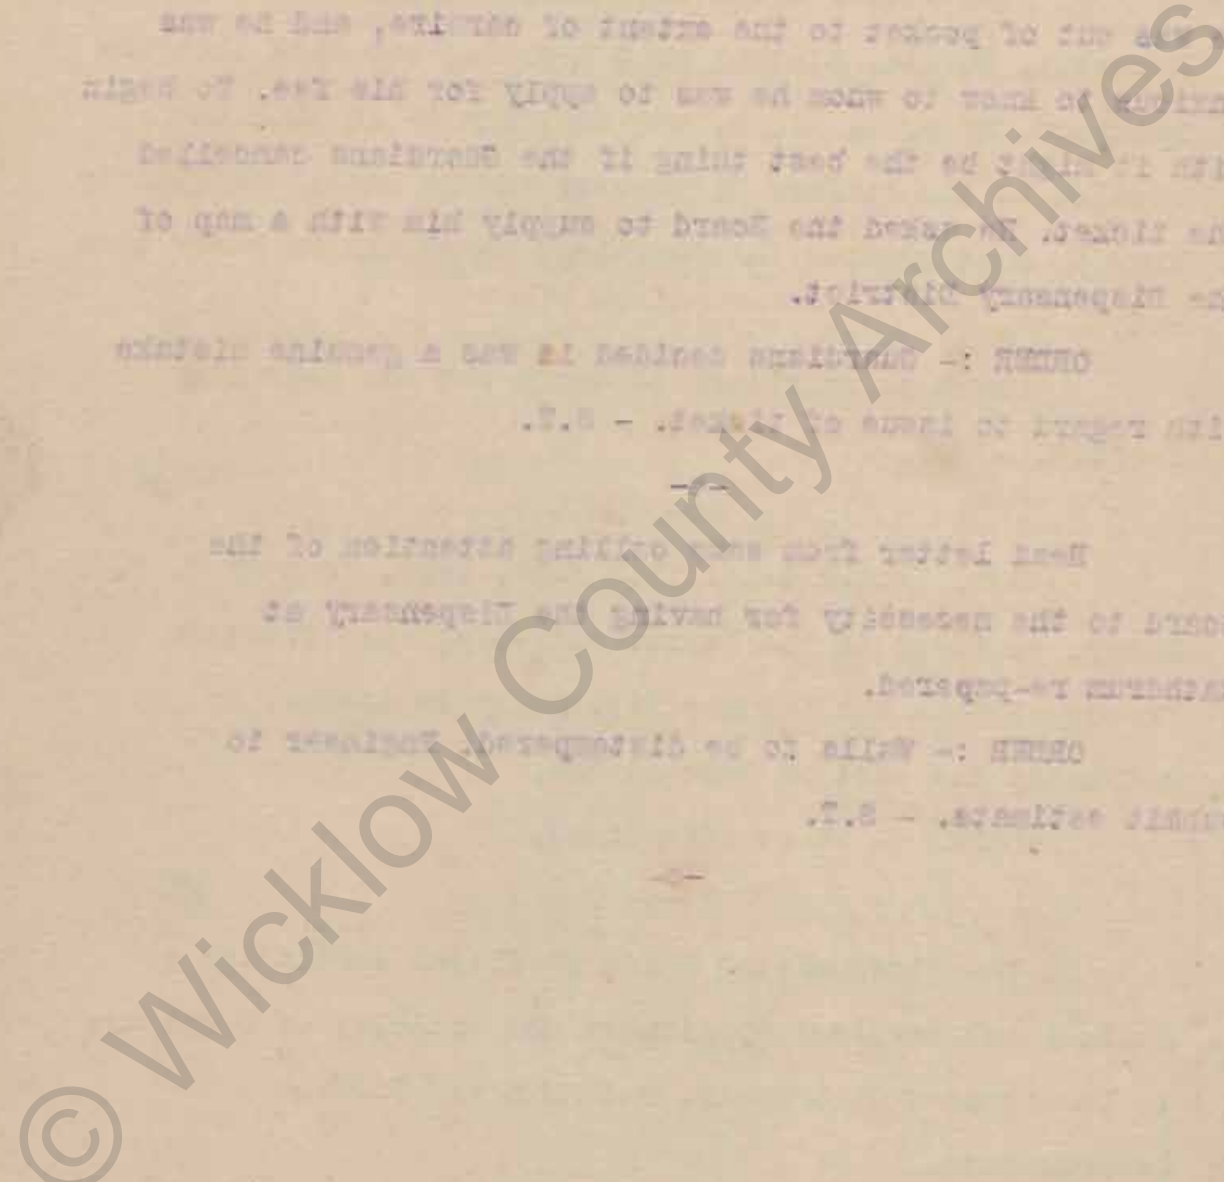 was out of pocket to the extent of carhire, and he was
anxious to know to whom he was to apply for his fee. To begin
with it might be the best thing if the Guardians cancelled
the ticket. He asked the Board to supply him with a map of
the Dispensary District.
ORDER :- Guardians decided it was a genuine mistake
with regard to issue of ticket. - S.T.
---
Read letter from same calling attention of the
Board to the necessity for having the Dispensary at
Rathdrum re-papered.
ORDER :- Walls to be distempered. Engineer to
submit estimate. - S.T.
© Wicklow County Archives